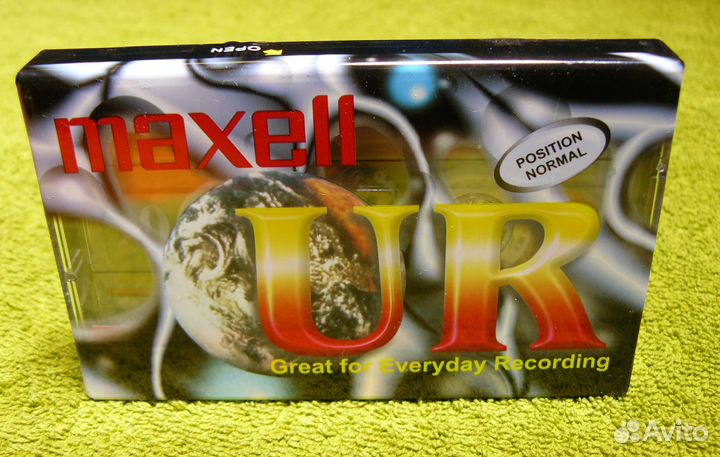 OPEN
maxell
POSITION
NORMAL
UR
Great for Everyday Recording
Avito